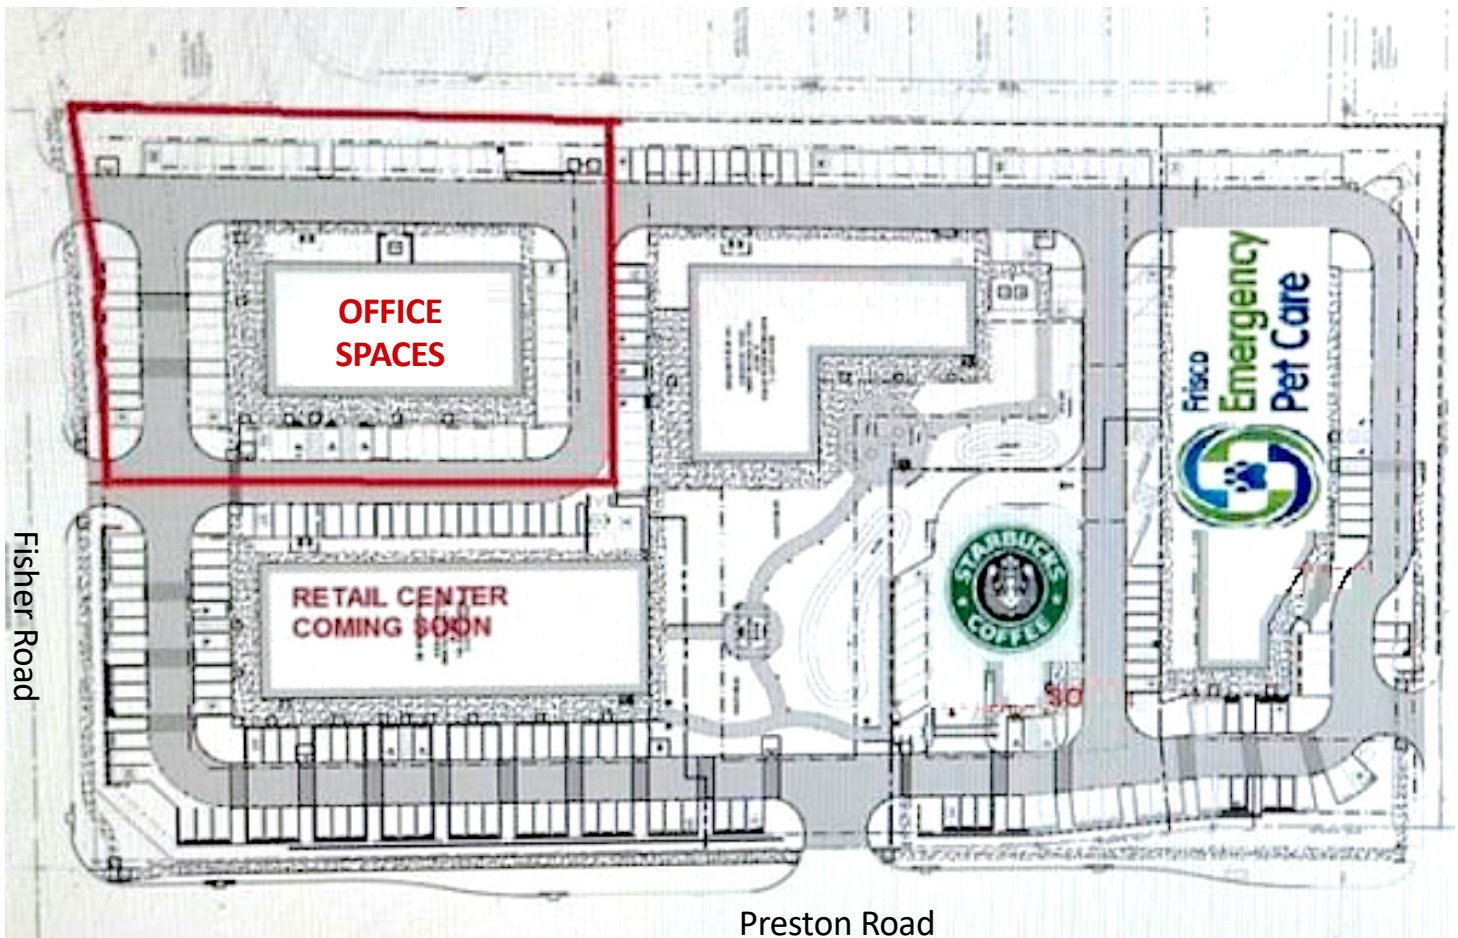 OFFICE
SPACES
Frisco
Emergency
Pet Care
STARBUCKS
COFFEE
RETAIL CENTER
COMING SOON
Fisher Road
Preston Road